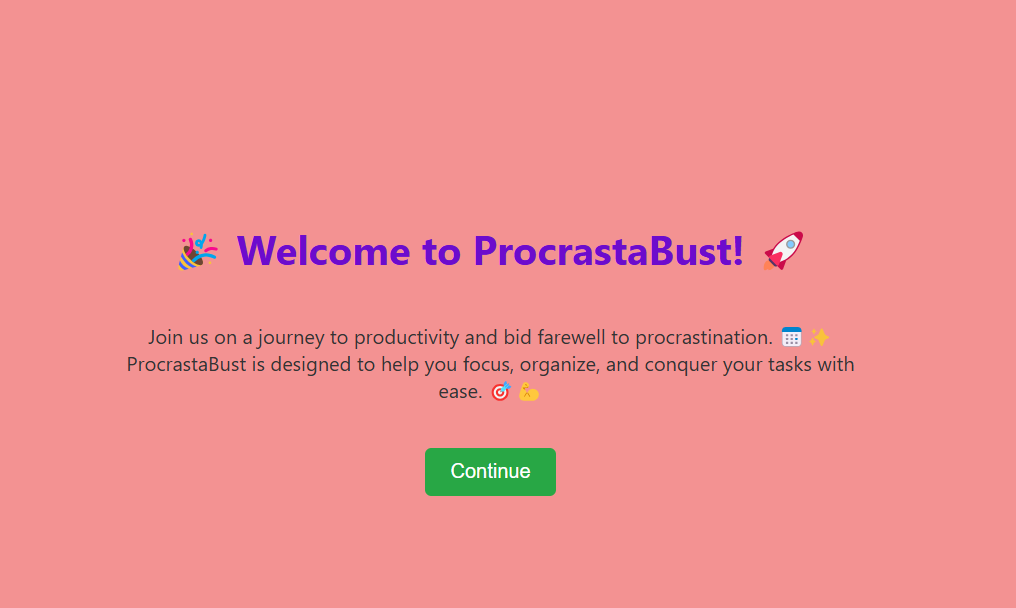 🎉 Welcome to ProcrastaBust! 🚀
Join us on a journey to productivity and bid farewell to procrastination. 📅✨
ProcrastaBust is designed to help you focus, organize, and conquer your tasks with
ease. 🎯💪
Continue